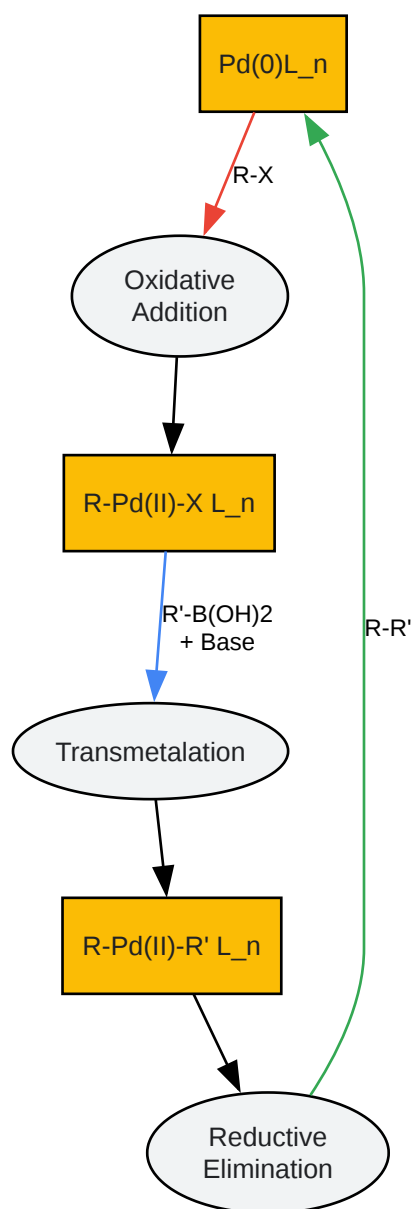 Pd(0)L_n
R-X
Oxidative
Addition
R-Pd(II)-X L_n
R'-B(OH)2
+ Base
R-R'
Transmetalation
R-Pd(II)-R' L_n
Reductive
Elimination